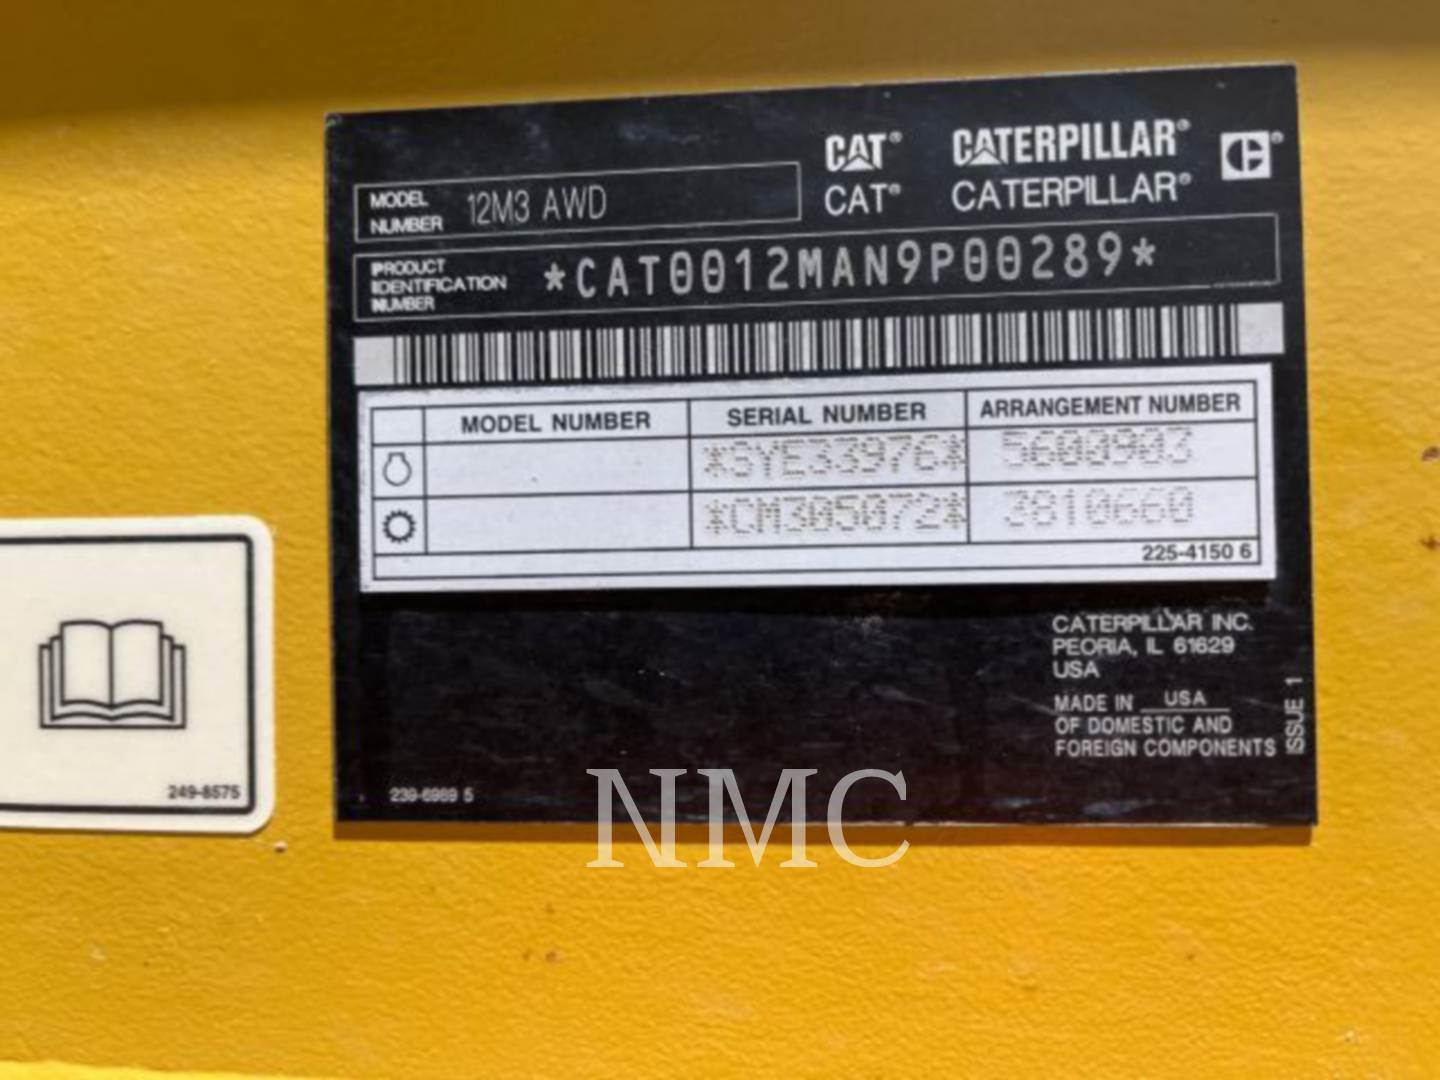 CAT® CATERPILLAR®
CAT® CATERPILLAR®
MODEL NUMBER 12M3 AWD
PRODUCT IDENTIFICATION NUMBER *CAT0012MAN9P00289*
MODEL NUMBER SERIAL NUMBER ARRANGEMENT NUMBER
5600903
*CM305072* 3810660
225-4150 6
CATERPILLAR INC.
PEORIA, IL 61629
USA
MADE IN USA
OF DOMESTIC AND
FOREIGN COMPONENTS
ISSUE 1
239-6989 5
249-8575
NMC